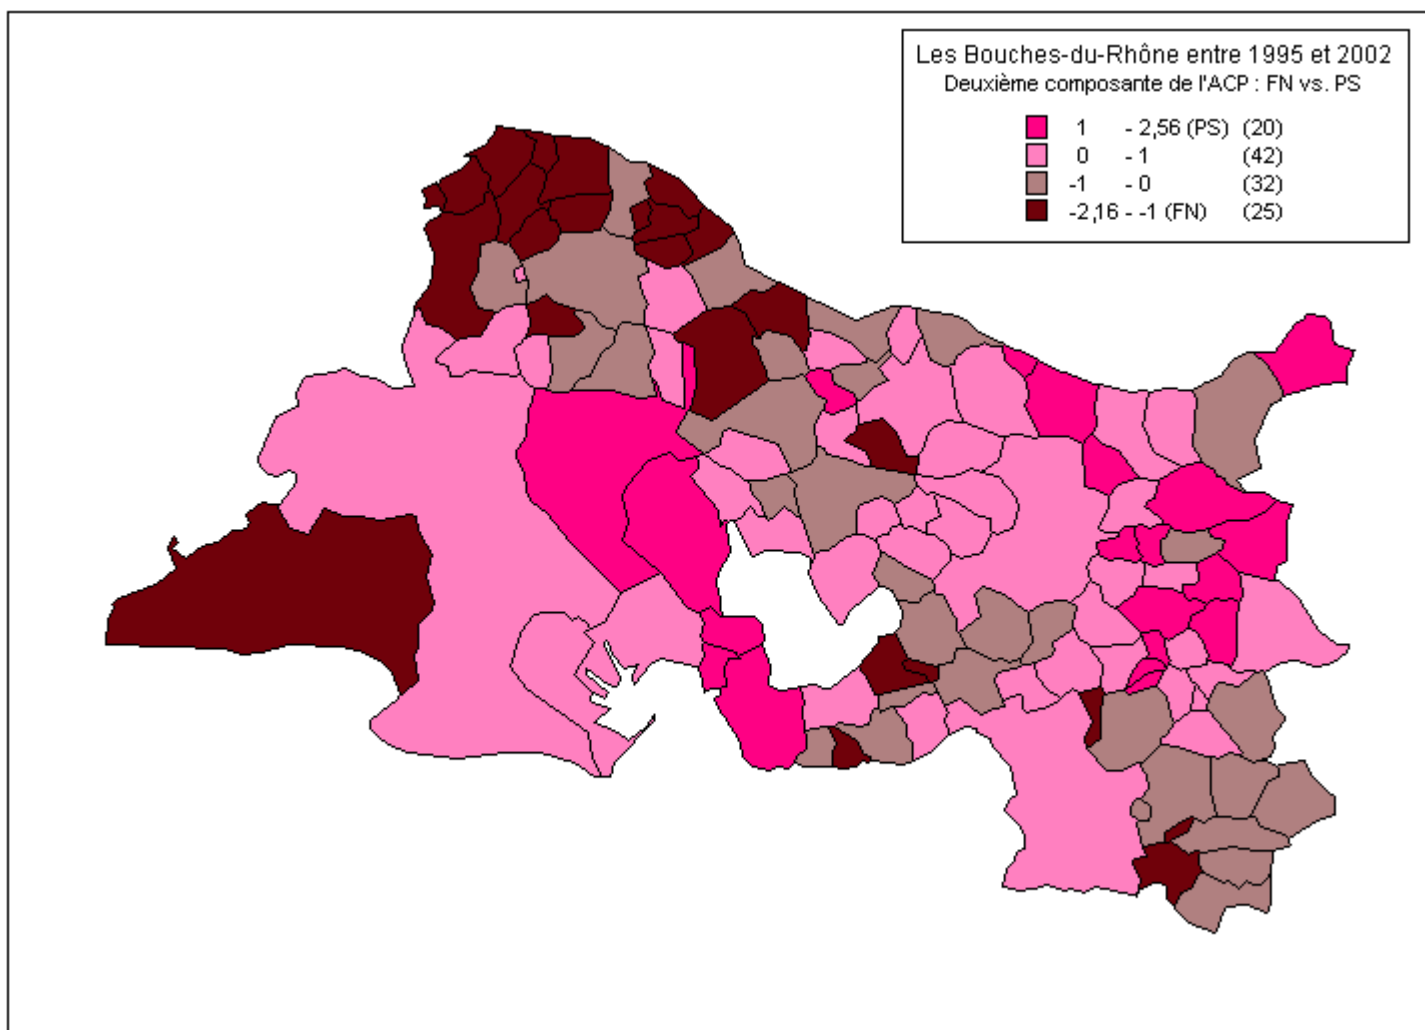 Les Bouches-du-Rhône entre 1995 et 2002
Deuxième composante de l'ACP : FN vs. PS
1 - 2,56 (PS) (20)
0 - 1 (42)
-1 - 0 (32)
-2,16 - -1 (FN) (25)